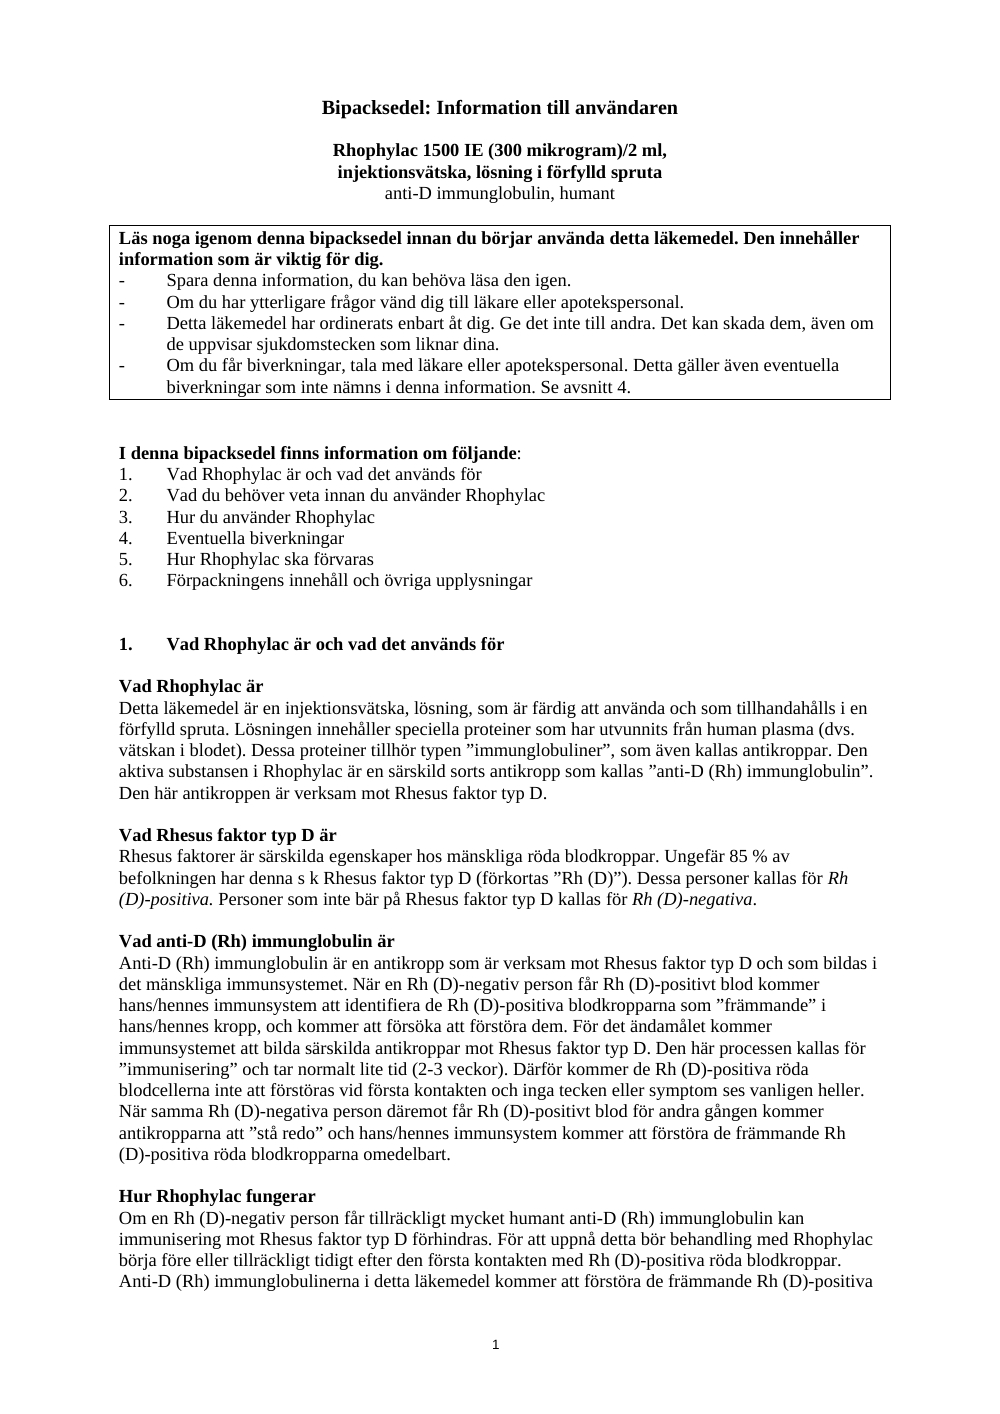 Bipacksedel: Information till användaren
Rhophylac 1500 IE (300 mikrogram)/2 ml,
injektionsvätska, lösning i förfylld spruta
anti-D immunglobulin, humant
Läs noga igenom denna bipacksedel innan du börjar använda detta läkemedel. Den innehåller
information som är viktig för dig.
- Spara denna information, du kan behöva läsa den igen.
- Om du har ytterligare frågor vänd dig till läkare eller apotekspersonal.
- Detta läkemedel har ordinerats enbart åt dig. Ge det inte till andra. Det kan skada dem, även om
de uppvisar sjukdomstecken som liknar dina.
- Om du får biverkningar, tala med läkare eller apotekspersonal. Detta gäller även eventuella
biverkningar som inte nämns i denna information. Se avsnitt 4.
I denna bipacksedel finns information om följande:
1. Vad Rhophylac är och vad det används för
2. Vad du behöver veta innan du använder Rhophylac
3. Hur du använder Rhophylac
4. Eventuella biverkningar
5. Hur Rhophylac ska förvaras
6. Förpackningens innehåll och övriga upplysningar
1. Vad Rhophylac är och vad det används för
Vad Rhophylac är
Detta läkemedel är en injektionsvätska, lösning, som är färdig att använda och som tillhandahålls i en
förfylld spruta. Lösningen innehåller speciella proteiner som har utvunnits från human plasma (dvs.
vätskan i blodet). Dessa proteiner tillhör typen ”immunglobuliner”, som även kallas antikroppar. Den
aktiva substansen i Rhophylac är en särskild sorts antikropp som kallas ”anti-D (Rh) immunglobulin”.
Den här antikroppen är verksam mot Rhesus faktor typ D.
Vad Rhesus faktor typ D är
Rhesus faktorer är särskilda egenskaper hos mänskliga röda blodkroppar. Ungefär 85 % av
befolkningen har denna s k Rhesus faktor typ D (förkortas ”Rh (D)”). Dessa personer kallas för Rh
(D)-positiva. Personer som inte bär på Rhesus faktor typ D kallas för Rh (D)-negativa.
Vad anti-D (Rh) immunglobulin är
Anti-D (Rh) immunglobulin är en antikropp som är verksam mot Rhesus faktor typ D och som bildas i
det mänskliga immunsystemet. När en Rh (D)-negativ person får Rh (D)-positivt blod kommer
hans/hennes immunsystem att identifiera de Rh (D)-positiva blodkropparna som ”främmande” i
hans/hennes kropp, och kommer att försöka att förstöra dem. För det ändamålet kommer
immunsystemet att bilda särskilda antikroppar mot Rhesus faktor typ D. Den här processen kallas för
”immunisering” och tar normalt lite tid (2-3 veckor). Därför kommer de Rh (D)-positiva röda
blodcellerna inte att förstöras vid första kontakten och inga tecken eller symptom ses vanligen heller.
När samma Rh (D)-negativa person däremot får Rh (D)-positivt blod för andra gången kommer
antikropparna att ”stå redo” och hans/hennes immunsystem kommer att förstöra de främmande Rh
(D)-positiva röda blodkropparna omedelbart.
Hur Rhophylac fungerar
Om en Rh (D)-negativ person får tillräckligt mycket humant anti-D (Rh) immunglobulin kan
immunisering mot Rhesus faktor typ D förhindras. För att uppnå detta bör behandling med Rhophylac
börja före eller tillräckligt tidigt efter den första kontakten med Rh (D)-positiva röda blodkroppar.
Anti-D (Rh) immunglobulinerna i detta läkemedel kommer att förstöra de främmande Rh (D)-positiva
1